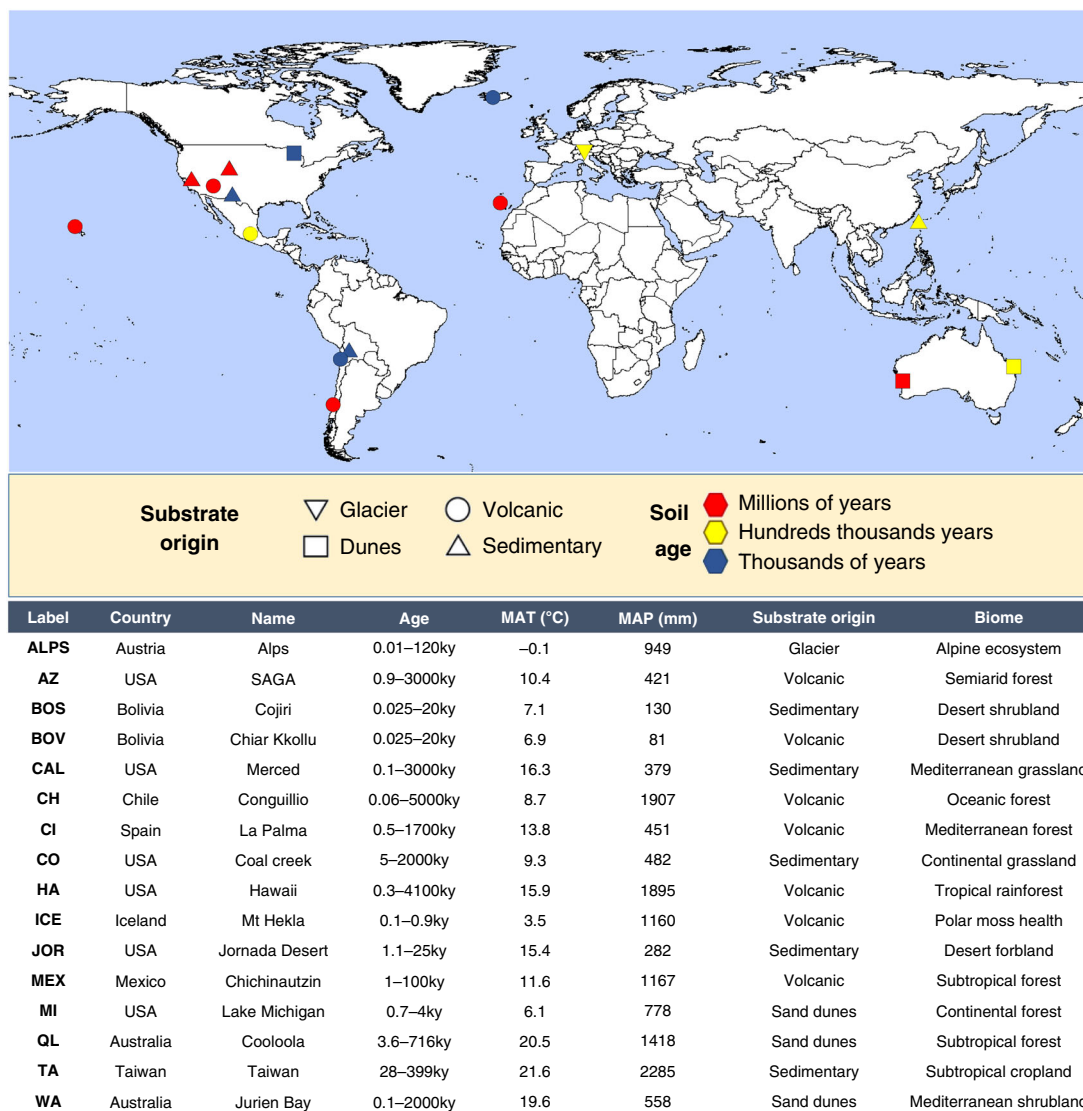 Substrate origin
Glacier
Volcanic
Dunes
Sedimentary
Soil age
Millions of years
Hundreds thousands years
Thousands of years
Label Country Name Age MAT (°C) MAP (mm) Substrate origin Biome
ALPS Austria Alps 0.01–120ky –0.1 949 Glacier Alpine ecosystem
AZ USA SAGA 0.9–3000ky 10.4 421 Volcanic Semiarid forest
BOS Bolivia Cojiri 0.025–20ky 7.1 130 Sedimentary Desert shrubland
BOV Bolivia Chiar Kkollu 0.025–20ky 6.9 81 Volcanic Desert shrubland
CAL USA Merced 0.1–3000ky 16.3 379 Sedimentary Mediterranean grassland
CH Chile Conguillio 0.06–5000ky 8.7 1907 Volcanic Oceanic forest
CI Spain La Palma 0.5–1700ky 13.8 451 Volcanic Mediterranean forest
CO USA Coal creek 5–2000ky 9.3 482 Sedimentary Continental grassland
HA USA Hawaii 0.3–4100ky 15.9 1895 Volcanic Tropical rainforest
ICE Iceland Mt Hekla 0.1–0.9ky 3.5 1160 Volcanic Polar moss health
JOR USA Jornada Desert 1.1–25ky 15.4 282 Sedimentary Desert forbland
MEX Mexico Chichinautzin 1–100ky 11.6 1167 Volcanic Subtropical forest
MI USA Lake Michigan 0.7–4ky 6.1 778 Sand dunes Continental forest
QL Australia Cooloola 3.6–716ky 20.5 1418 Sand dunes Subtropical forest
TA Taiwan Taiwan 28–399ky 21.6 2285 Sedimentary Subtropical cropland
WA Australia Jurien Bay 0.1–2000ky 19.6 558 Sand dunes Mediterranean shrubland